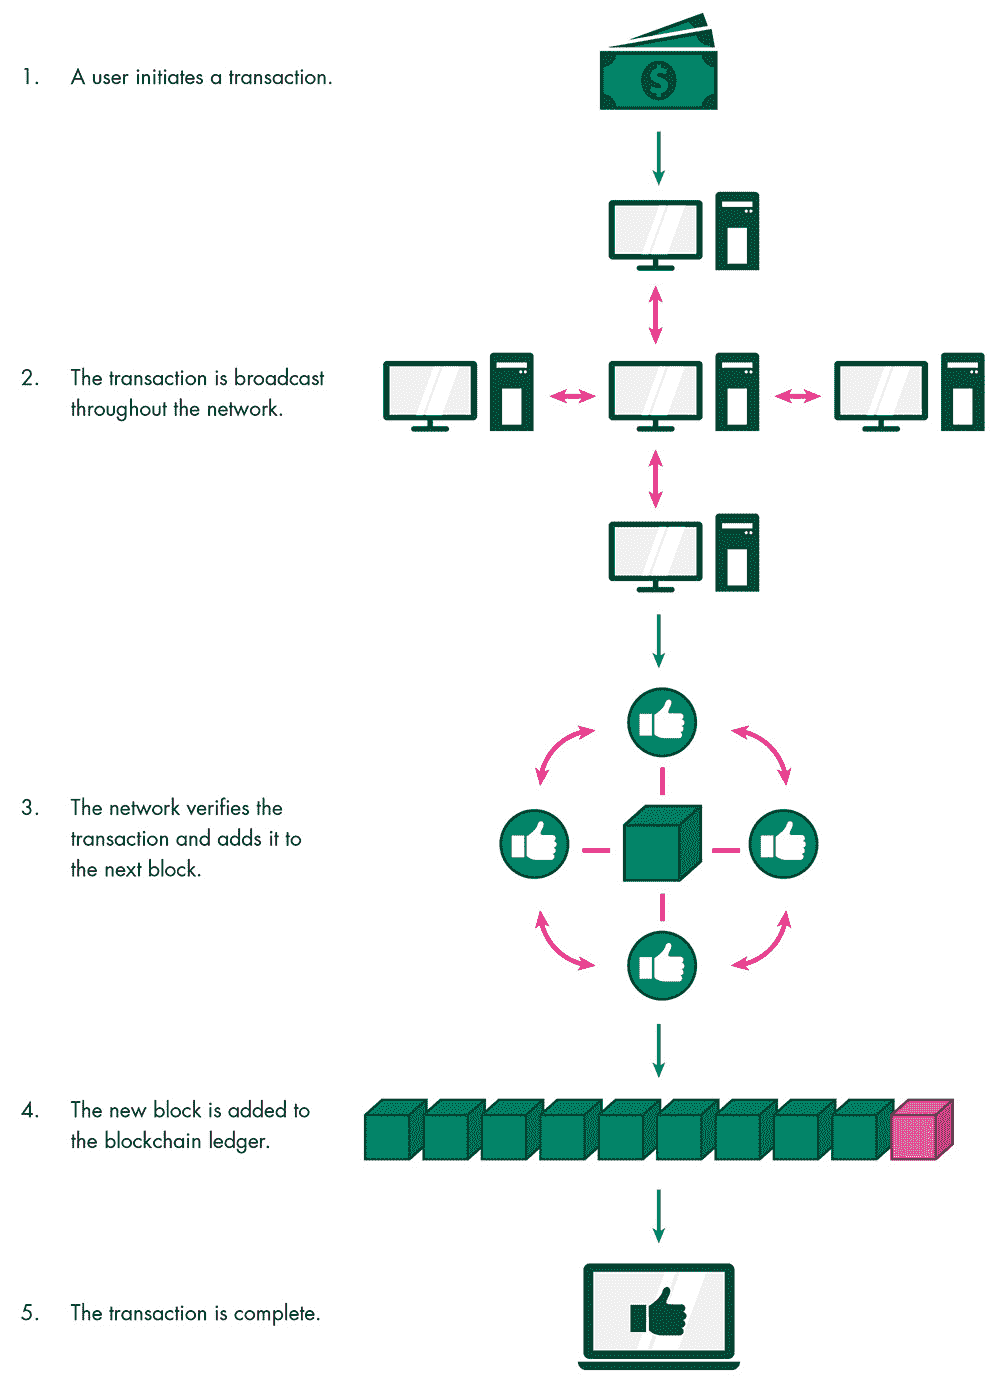 1. A user initiates a transaction.
$
2. The transaction is broadcast
throughout the network.
3. The network verifies the
transaction and adds it to
the next block.
4. The new block is added to
the blockchain ledger.
5. The transaction is complete.